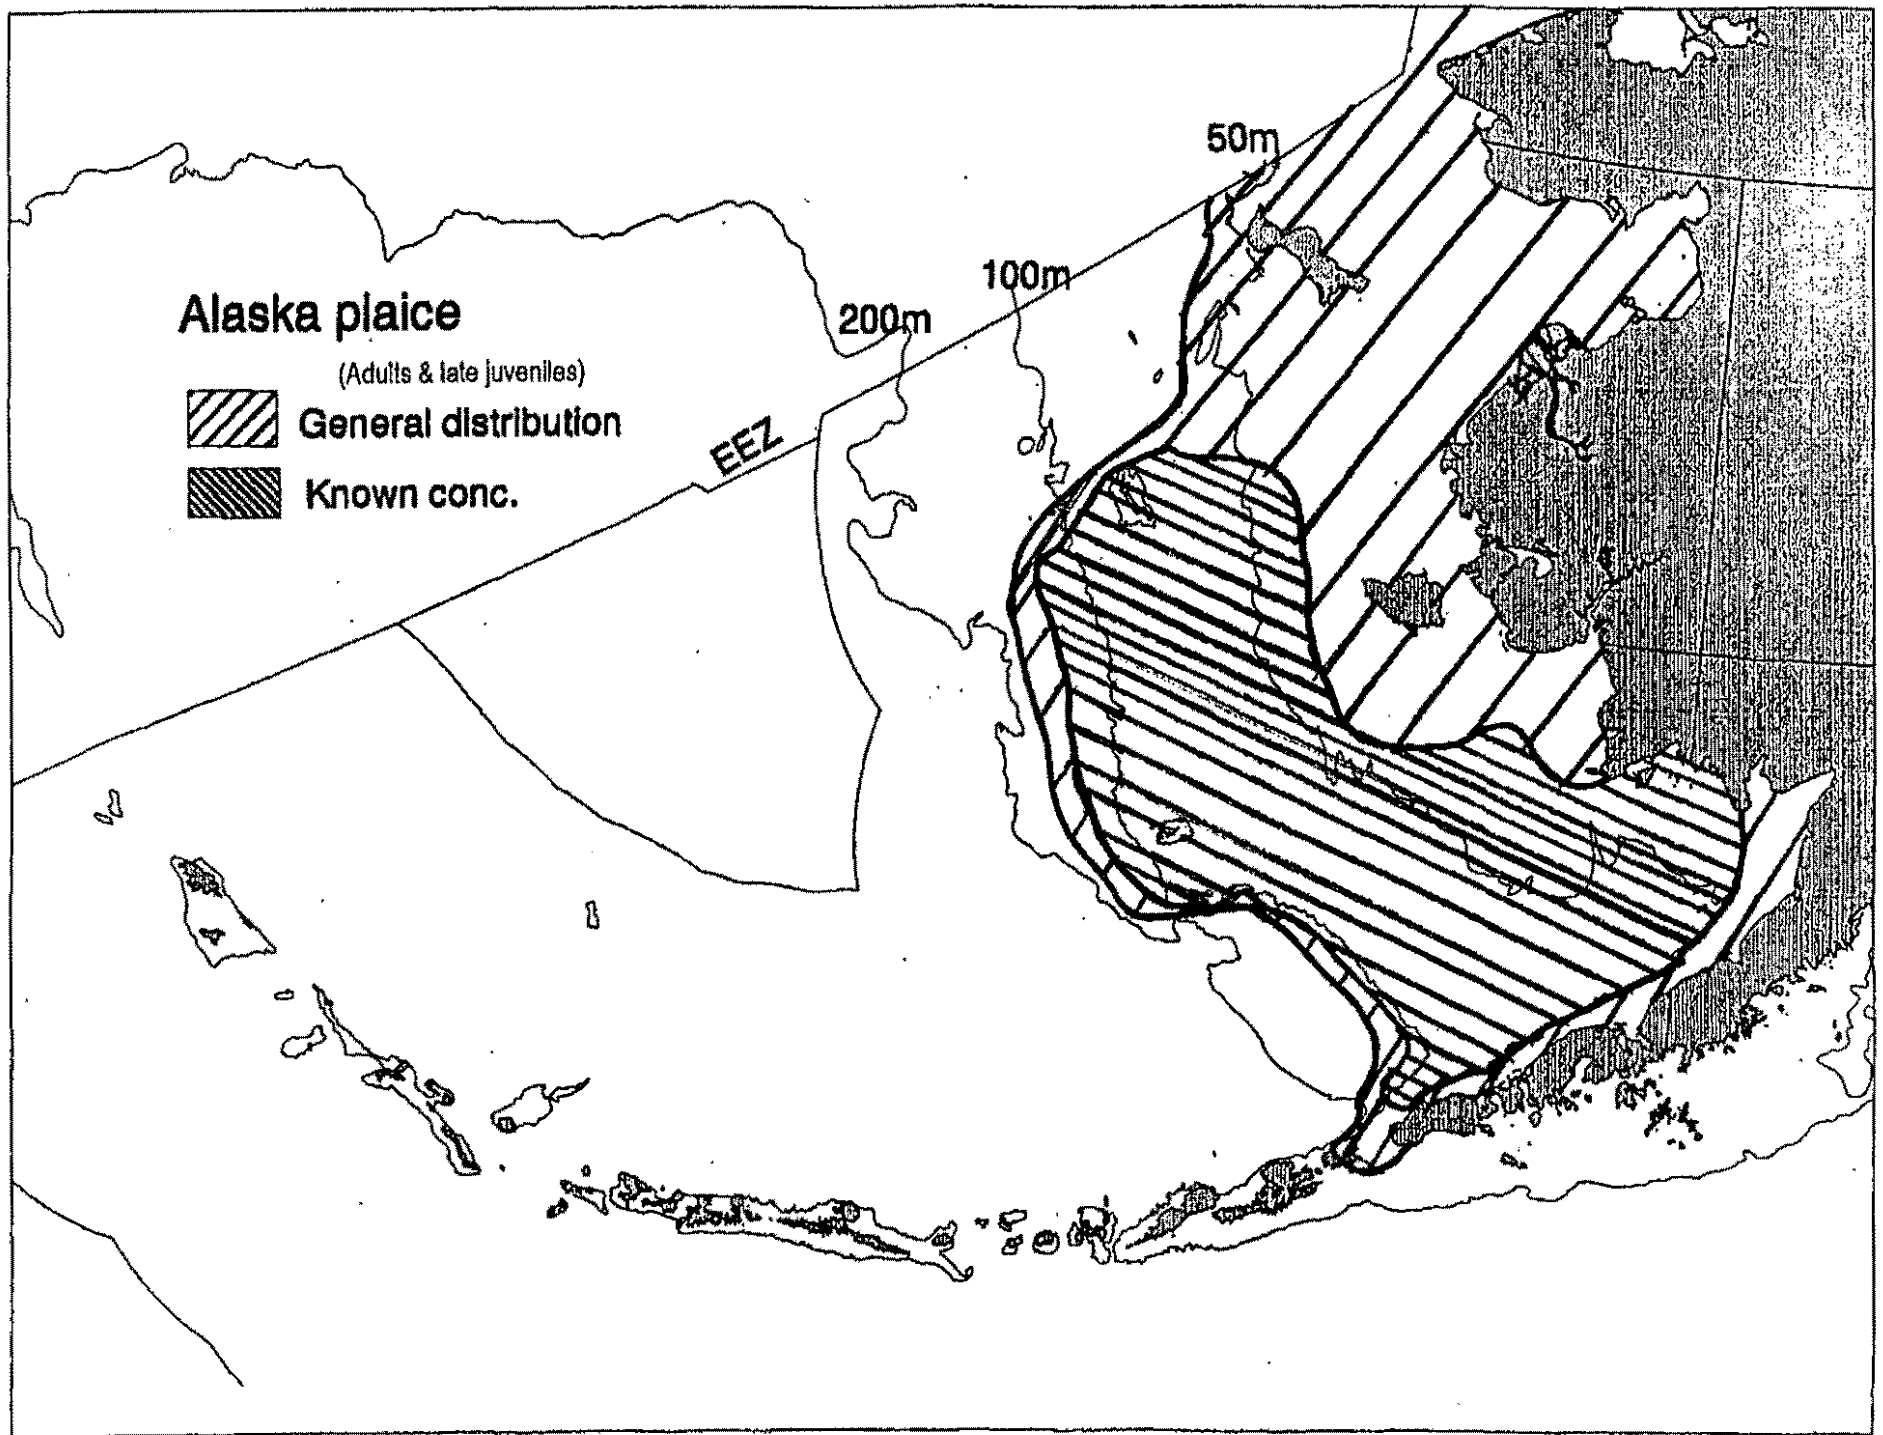 50m
100m
200m
Alaska plaice
(Adults & late juveniles)
General distribution
EEZ
Known conc.